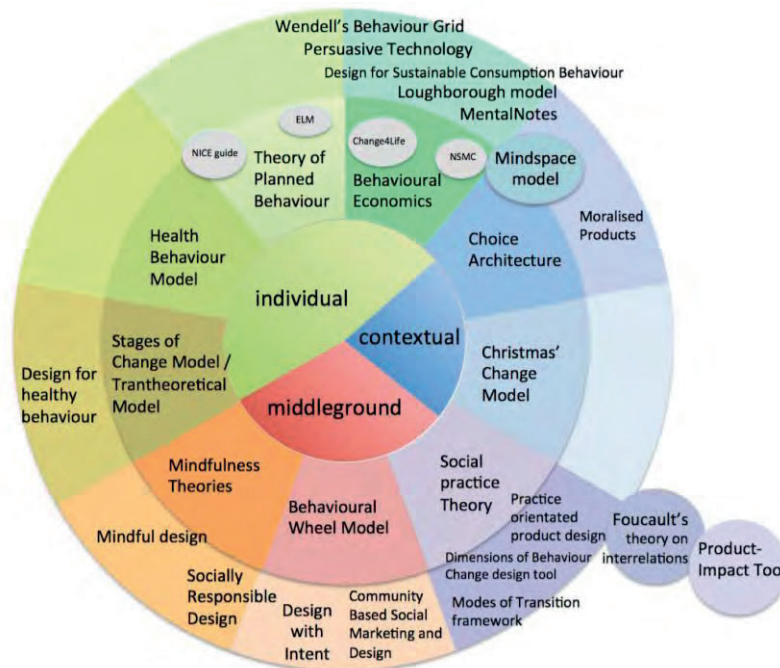 Wendell's Behaviour Grid
Persuasive Technology
Design for Sustainable Consumption Behaviour
Loughborough model
MentalNotes
ELM
NICE guide
Change4Life
NSMC
Theory of
Planned
Behaviour
Behavioural
Economics
Mindspace
model
Moralised
Products
Health
Behaviour
Model
Choice
Architecture
individual
contextual
middleground
Stages of
Change Model /
Trantheoretical
Model
Christmas'
Change
Model
Design for
healthy
behaviour
Mindfulness
Theories
Behavioural
Wheel Model
Social
practice
Theory
Practice
orientated
product design
Foucault's
theory on
interrelations
Product-
Impact Too
Mindful design
Dimensions of Behaviour
Change design tool
Socially
Responsible
Design
Design
with
Intent
Community
Based Social
Marketing and
Design
Modes of Transition
framework